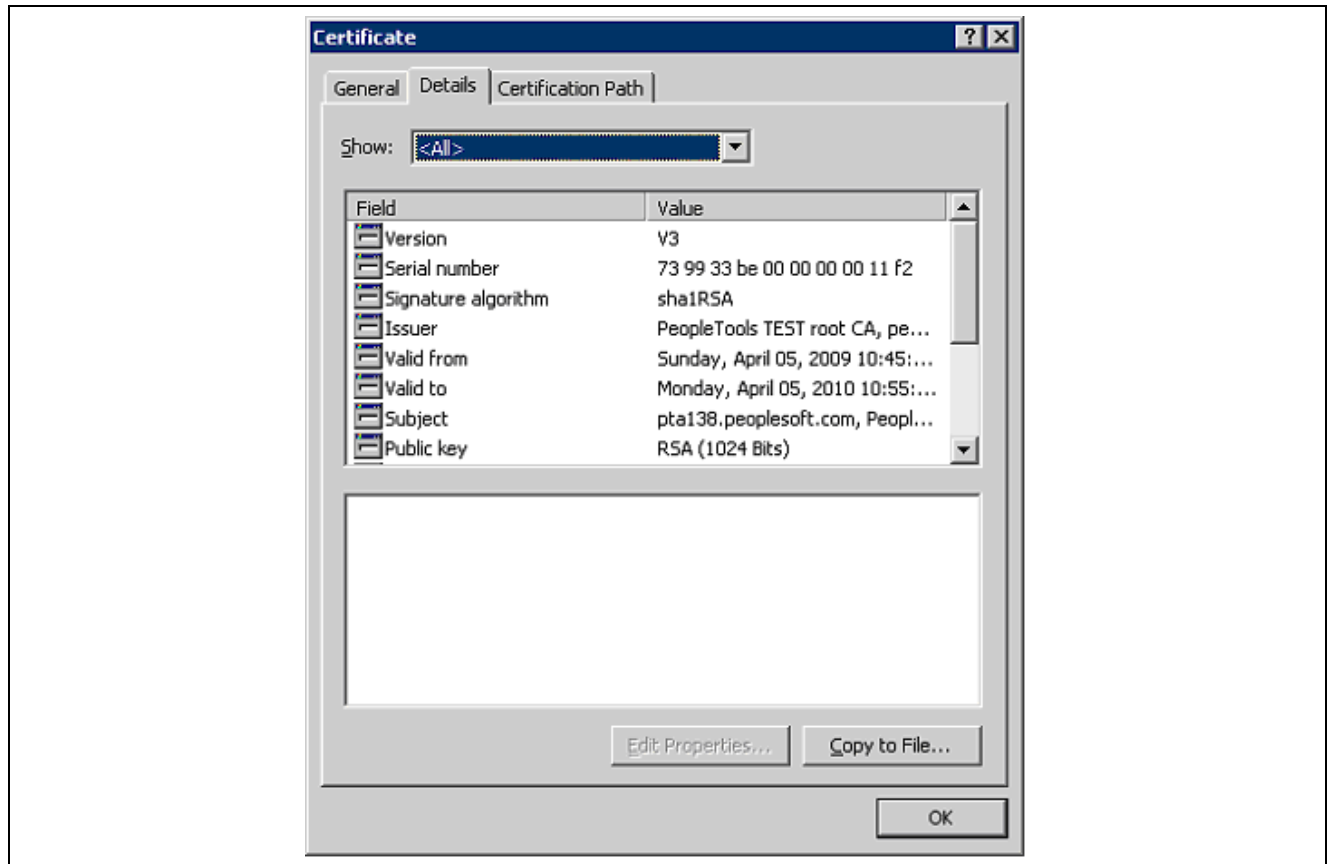 Certificate
General Details Certification Path
Show: <All>
Field Value
Version V3
Serial number 73 99 33 be 00 00 00 00 11 f2
Signature algorithm sha1RSA
Issuer PeopleTools TEST root CA, pe...
Valid from Sunday, April 05, 2009 10:45:...
Valid to Monday, April 05, 2010 10:55:...
Subject pta138.peoplesoft.com, Peopl...
Public key RSA (1024 Bits)
Edit Properties... Copy to File...
OK